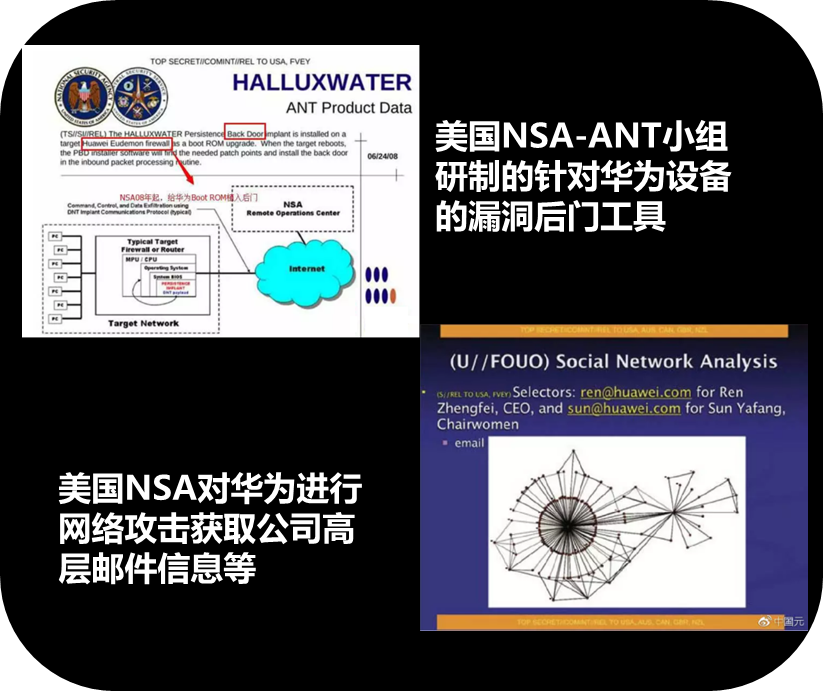 TOP SECRET//COMINT//REL TO USA, FVEY
HALLUXWATER
ANT Product Data
(TS//SI//REL) The HALLUXWATER Persistence Back Door implant is installed on a
target Huawei Eudemon firewall as a boot ROM upgrade. When the target reboots,
the PBD installer software will find the needed patch points and install the back door
in the inbound packet processing routine.
06/24/08
NSA08年起，给华为Boot ROM植入后门
Command, Control, and Data Exfiltration using
DNT Implant Communications Protocol (typical)
NSA
Remote Operations Center
PC
PC
PC
PC
PC
PC
PC
Typical Target
Firewall or Router
MPU / CPU
Operating System
System BIOS
PERSISTENCE
IMPLANT
DNT payload
Internet
Target Network
美国NSA-ANT小组
研制的针对华为设备
的漏洞后门工具
TOP SECRET//COMINT//REL TO USA, AUS, CAN, GBR, NZL
(U//FOUO) Social Network Analysis
(S//REL TO USA, FVEY) Selectors: ren@huawei.com for Ren
Zhengfei, CEO, and sun@huawei.com for Sun Yafang,
Chairwomen
email
美国NSA对华为进行
网络攻击获取公司高
层邮件信息等
TOP SECRET//COMINT//REL TO USA, AUS, CAN, GBR, NZL